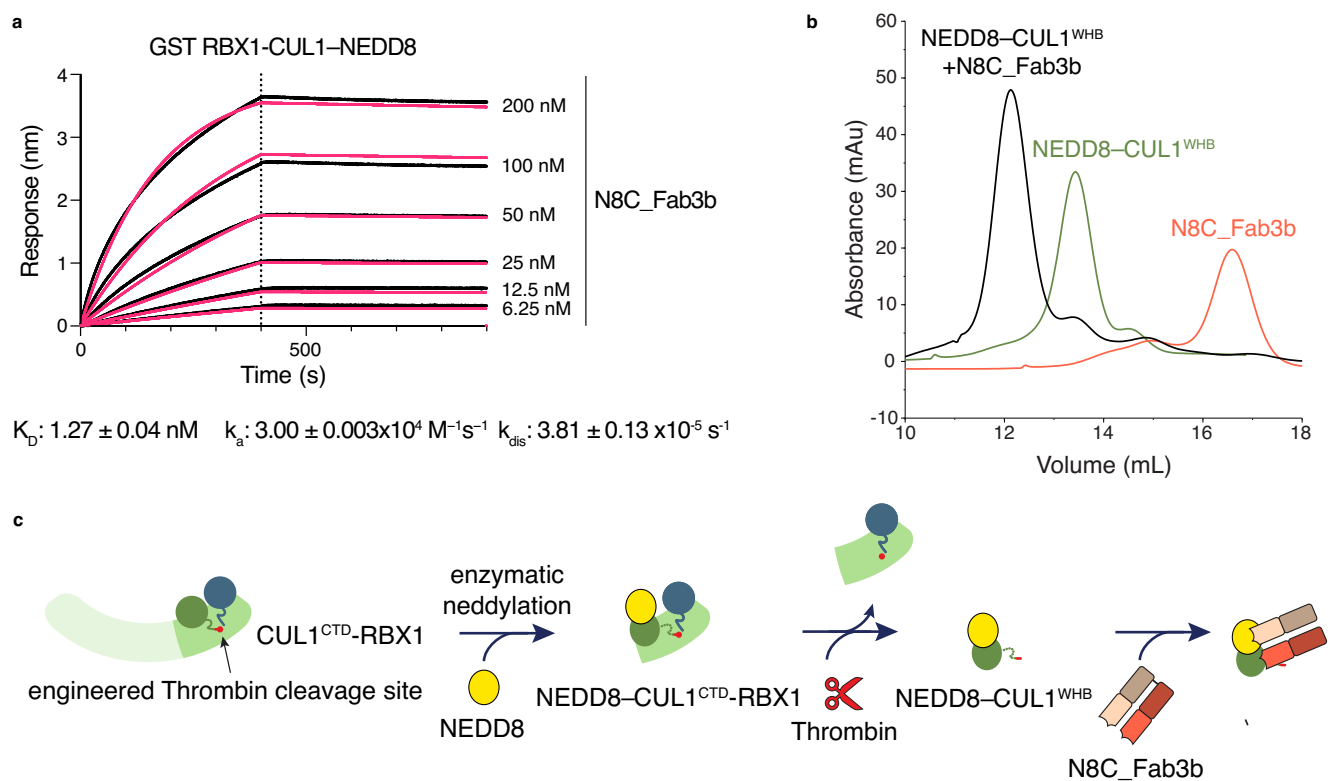 a
GST RBX1-CUL1–NEDD8
4
3
2
1
0
Response (nm)
0
500
Time (s)
200 nM
100 nM
50 nM
25 nM
12.5 nM
6.25 nM
N8C_Fab3b
K_D: 1.27 ± 0.04 nM k_a: 3.00 ± 0.003x10⁴ M⁻¹s⁻¹ k_dis: 3.81 ± 0.13 x10⁻⁵ s⁻¹
b
60
50
40
30
20
10
0
-10
Absorbance (mAu)
10
12
14
16
18
Volume (mL)
NEDD8–CUL1^WHB
+N8C_Fab3b
NEDD8–CUL1^WHB
N8C_Fab3b
c
CUL1^CTD-RBX1
engineered Thrombin cleavage site
enzymatic
neddylation
NEDD8
NEDD8–CUL1^CTD-RBX1
Thrombin
NEDD8–CUL1^WHB
N8C_Fab3b